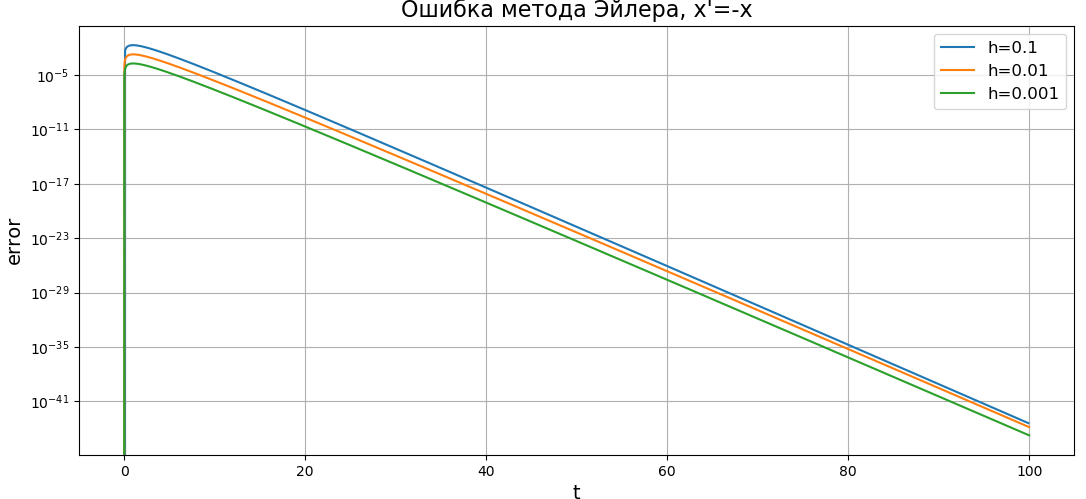 Ошибка метода Эйлера, x'=-x
h=0.1
h=0.01
h=0.001
error
10⁻⁵
10⁻¹¹
10⁻¹⁷
10⁻²³
10⁻²⁹
10⁻³⁵
10⁻⁴¹
0 20 40 60 80 100
t